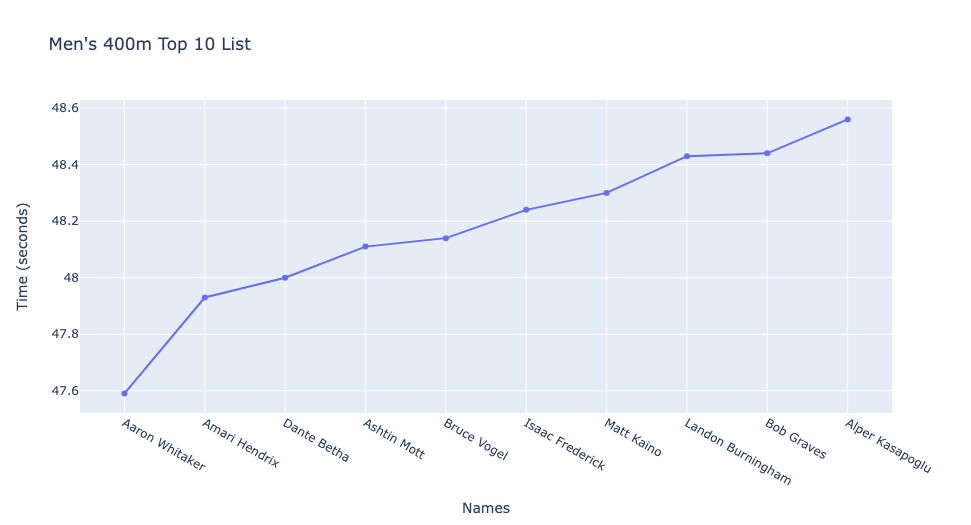 Men's 400m Top 10 List
48.6
48.4
48.2
48
47.8
47.6
Time (seconds)
Aaron Whitaker
Amari Hendrix
Dante Betha
Ashtin Mott
Bruce Vogel
Isaac Frederick
Matt Kaino
Landon Burningham
Bob Graves
Alper Kasapoglu
Names